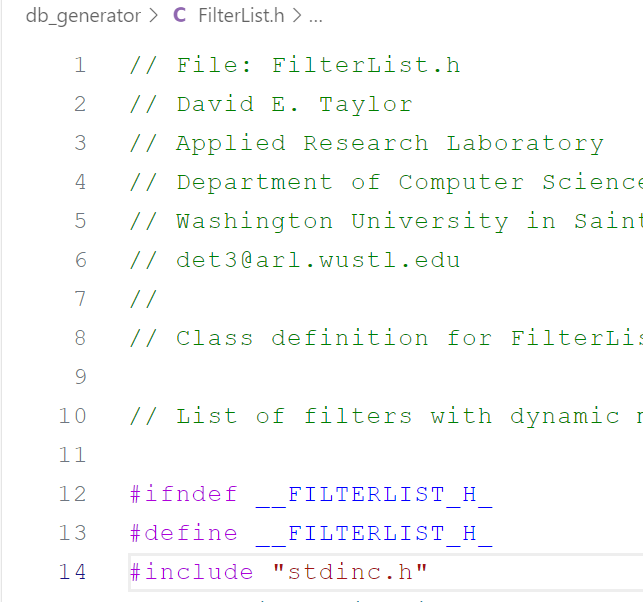 db_generator > C FilterList.h > ...
1 // File: FilterList.h
2 // David E. Taylor
3 // Applied Research Laboratory
4 // Department of Computer Science
5 // Washington University in Saint
6 // det3@arl.wustl.edu
7 //
8 // Class definition for FilterLis
9
10 // List of filters with dynamic
11
12 #ifndef __FILTERLIST_H_
13 #define __FILTERLIST_H_
14 #include "stdinc.h"